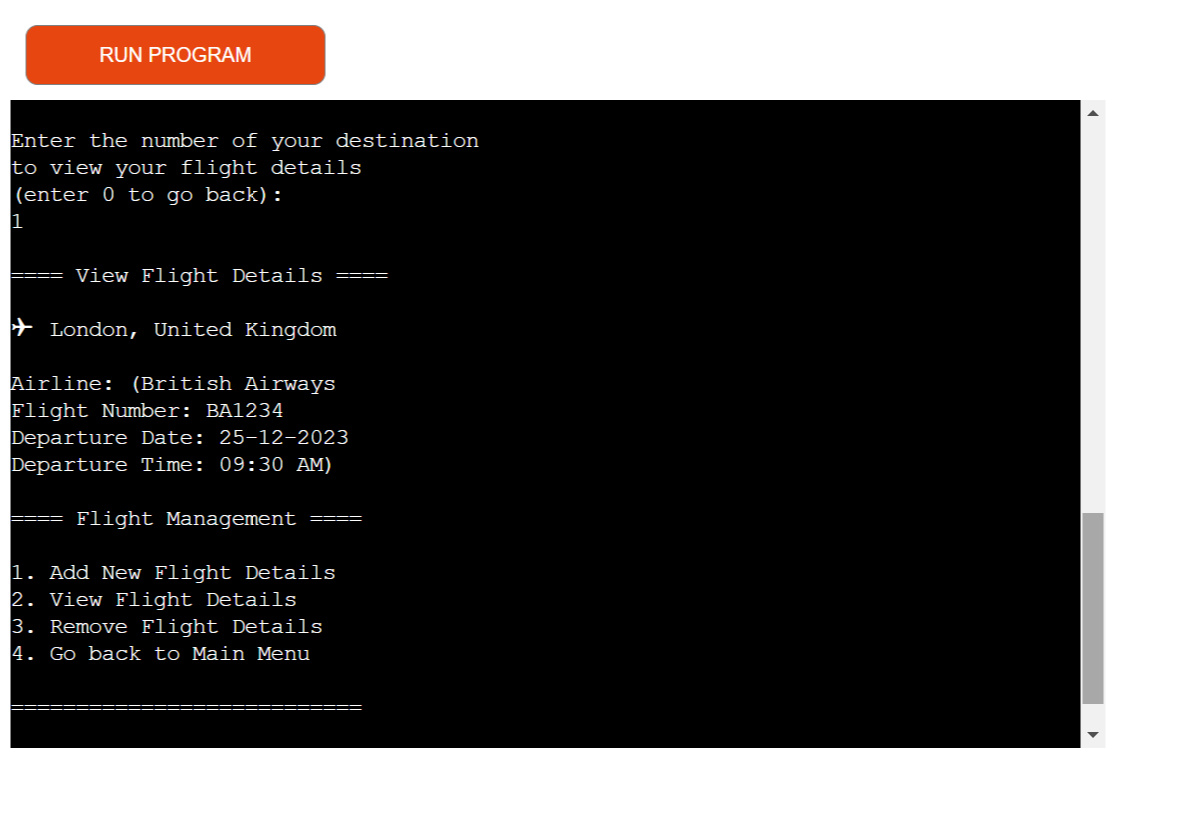 RUN PROGRAM
Enter the number of your destination
to view your flight details
(enter 0 to go back):
1
==== View Flight Details ====
✈ London, United Kingdom
Airline: (British Airways
Flight Number: BA1234
Departure Date: 25-12-2023
Departure Time: 09:30 AM)
==== Flight Management ====
1. Add New Flight Details
2. View Flight Details
3. Remove Flight Details
4. Go back to Main Menu
===========================